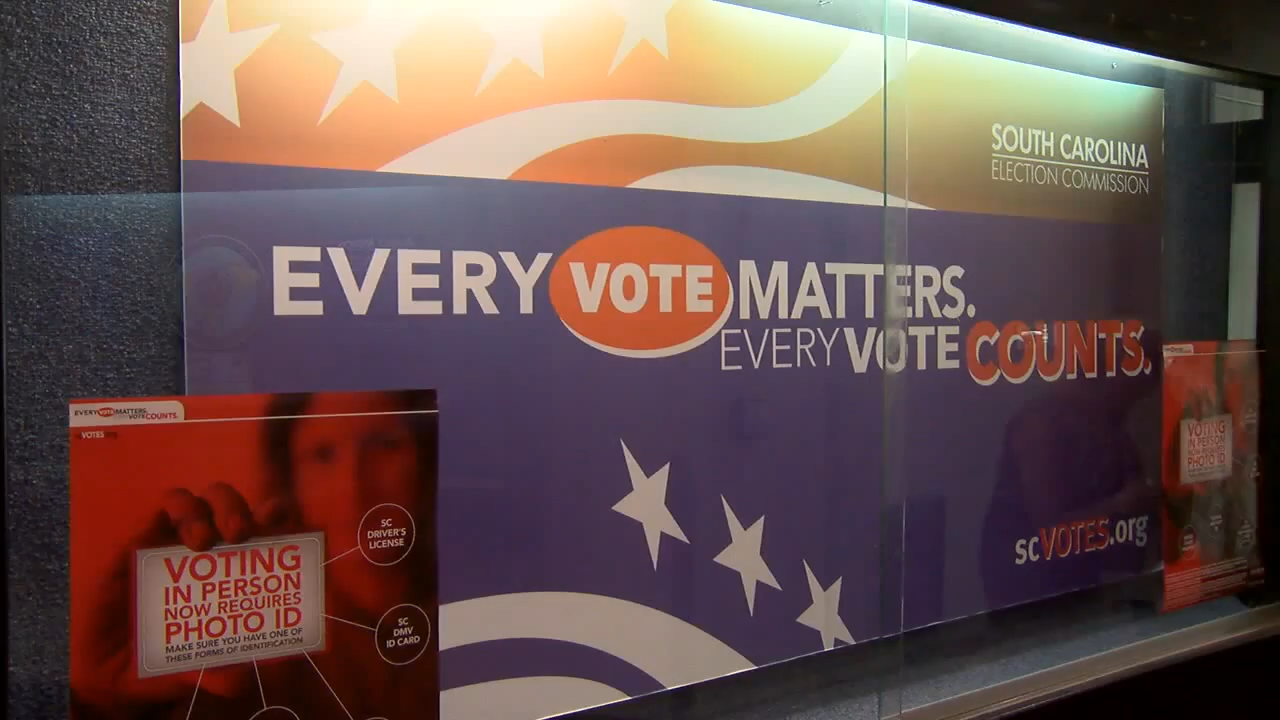 SOUTH CAROLINA
ELECTION COMMISSION
EVERY VOTE MATTERS.
EVERY VOTE COUNTS.
scVOTES.org
EVERY VOTE MATTERS.
VOTE COUNTS.
VOTES
VOTING
IN PERSON
NOW REQUIRES
PHOTO ID
MAKE SURE YOU HAVE ONE OF
THESE FORMS OF IDENTIFICATION
SC
DRIVER'S
LICENSE
SC
DMV
ID CARD
VOTING
IN PERSON
NOW REQUIRES
PHOTO ID